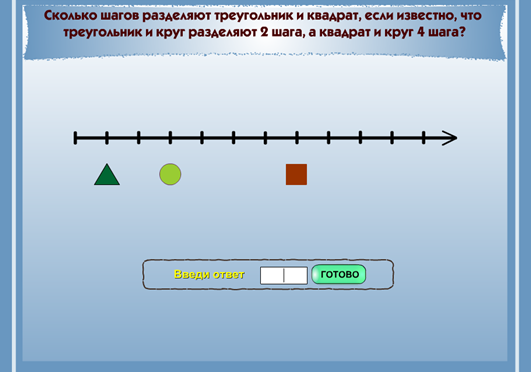 Сколько шагов разделяют треугольник и квадрат, если известно, что
треугольник и круг разделяют 2 шага, а квадрат и круг 4 шага?
Введи ответ ГОТОВО